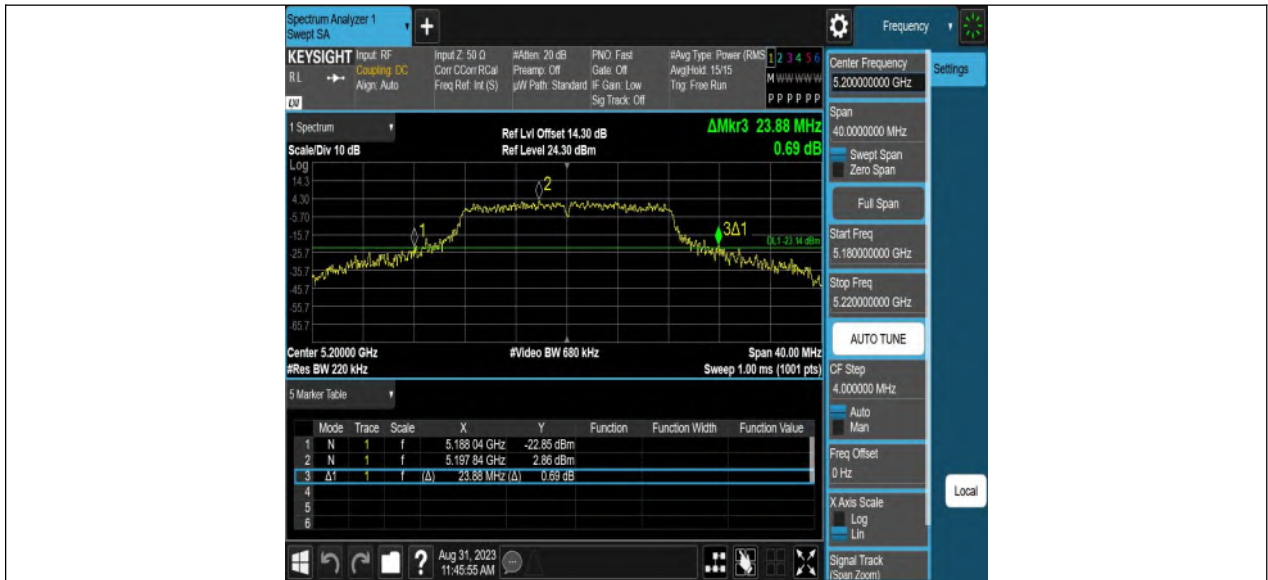 Spectrum Analyzer 1
Swept SA
+
Frequency
KEYSIGHT
RL
LXI
Input: RF
Coupling: DC
Align: Auto
Input Z: 50 Ω
Corr CCorr RCal
Freq Ref: Int (S)
#Atten: 20 dB
Preamp: Off
µW Path: Standard
PNO: Fast
Gate: Off
IF Gain: Low
Sig Track: Off
#Avg Type: Power (RMS
Avg|Hold: 15/15
Trig: Free Run
1 2 3 4 5 6
M W W W W W
P P P P P P
1 Spectrum
Scale/Div 10 dB
Ref Lvl Offset 14.30 dB
Ref Level 24.30 dBm
ΔMkr3 23.88 MHz
0.69 dB
Log
14.3
4.30
-5.70
-15.7
-25.7
-35.7
-45.7
-55.7
-65.7
1
2
3Δ1
DL1 -23.14 dBm
Center 5.20000 GHz
#Video BW 680 kHz
Span 40.00 MHz
#Res BW 220 kHz
Sweep 1.00 ms (1001 pts)
5 Marker Table
Mode Trace Scale X Y Function Function Width Function Value
1 N 1 f 5.188 04 GHz -22.85 dBm
2 N 1 f 5.197 84 GHz 2.86 dBm
3 Δ1 1 f (Δ) 23.88 MHz (Δ) 0.69 dB
4
5
6
?
Aug 31, 2023
11:45:55 AM
Center Frequency
5.200000000 GHz
Settings
Span
40.0000000 MHz
Swept Span
Zero Span
Full Span
Start Freq
5.180000000 GHz
Stop Freq
5.220000000 GHz
AUTO TUNE
CF Step
4.000000 MHz
Auto
Man
Freq Offset
0 Hz
X Axis Scale
Log
Lin
Local
Signal Track
(Span Zoom)